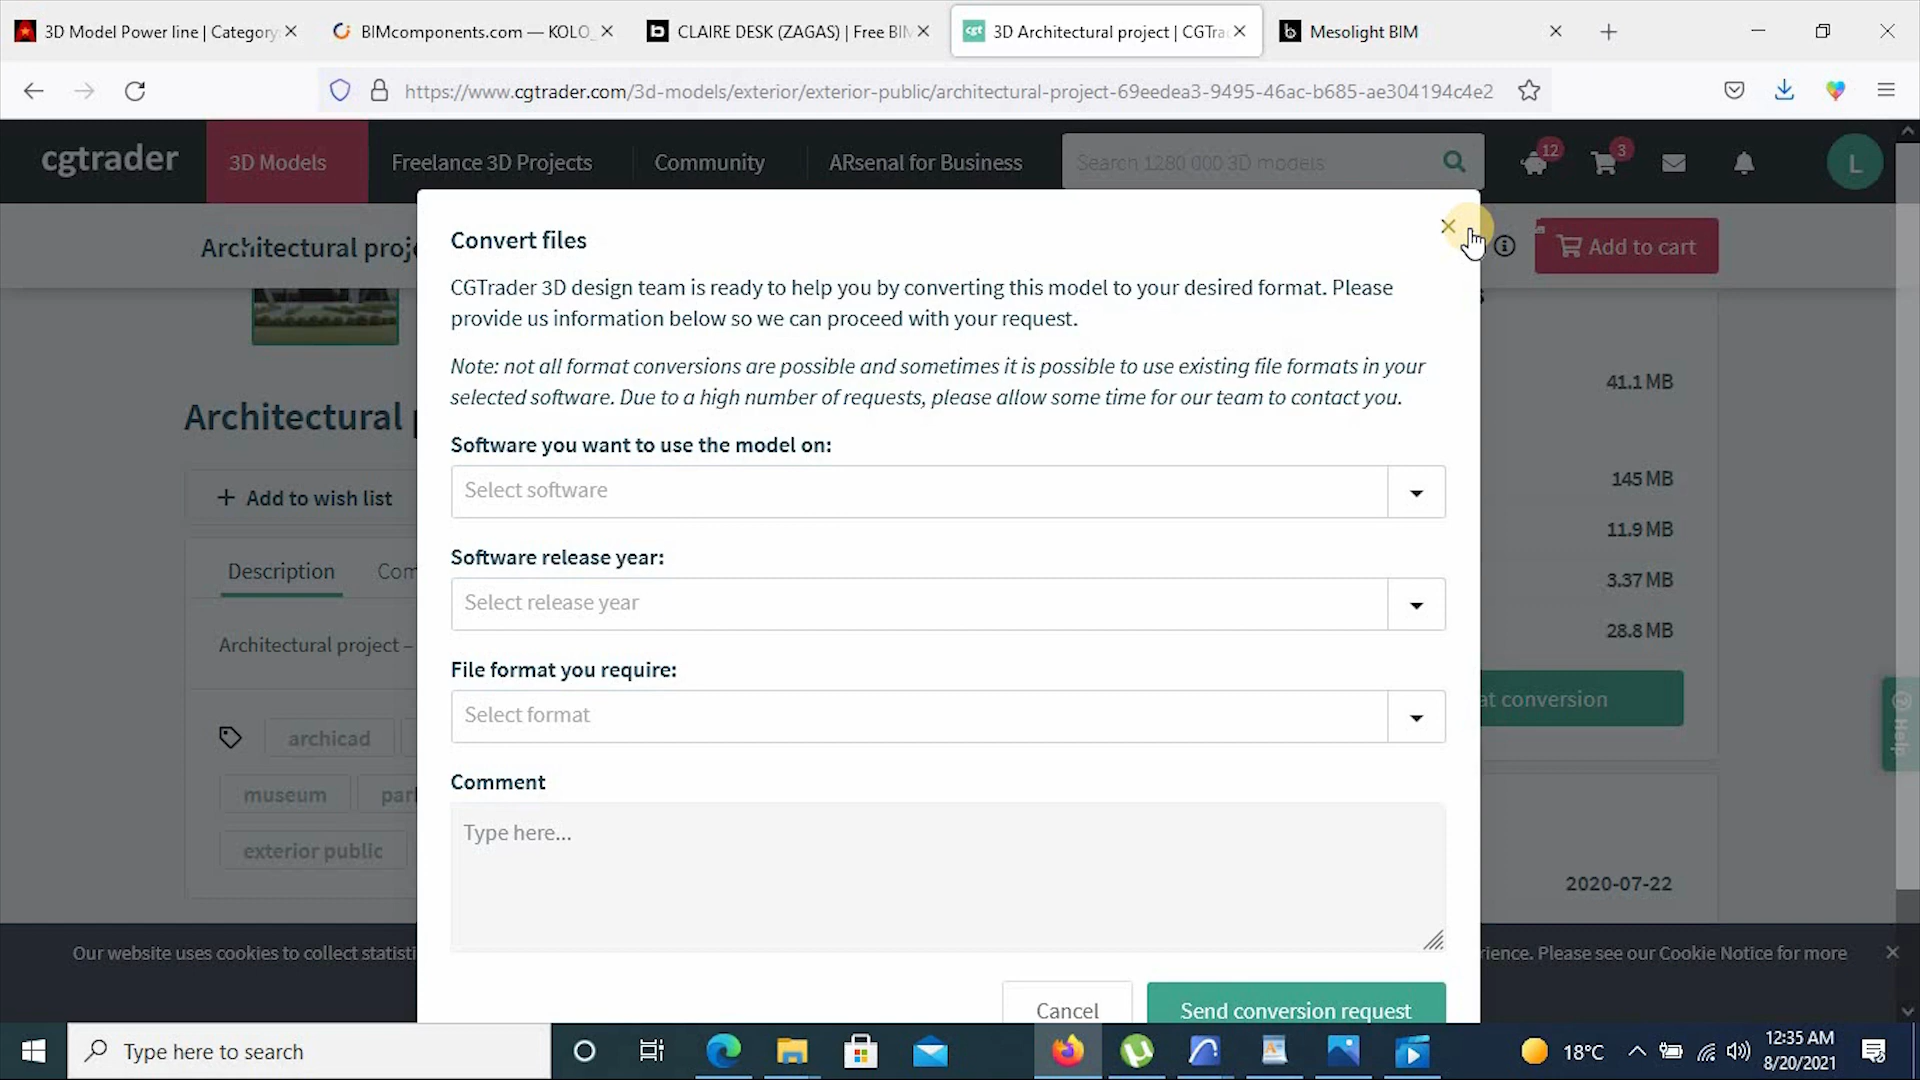 3D Model Power line | Category:
BIMcomponents.com — KOLO_
CLAIRE DESK (ZAGAS) | Free BIM
3D Architectural project | CGTra
Mesolight BIM
https://www.cgtrader.com/3d-models/exterior/exterior-public/architectural-project-69eedea3-9495-46ac-b685-ae304194c4e2
cgtrader
3D Models
Freelance 3D Projects
Community
ARsenal for Business
Search 1280 000 3D models
12
3
L
Architectural proje
Add to cart
Convert files
CGTrader 3D design team is ready to help you by converting this model to your desired format. Please
provide us information below so we can proceed with your request.
Note: not all format conversions are possible and sometimes it is possible to use existing file formats in your
selected software. Due to a high number of requests, please allow some time for our team to contact you.
Software you want to use the model on:
Select software
Software release year:
Select release year
File format you require:
Select format
Comment
Type here...
Cancel
Send conversion request
Architectural p
+ Add to wish list
Description
Com
Architectural project –
archicad
museum
park
exterior public
41.1 MB
145 MB
11.9 MB
3.37 MB
28.8 MB
at conversion
Help
2020-07-22
Our website uses cookies to collect statisti
rience. Please see our Cookie Notice for more
Type here to search
18°C
12:35 AM
8/20/2021